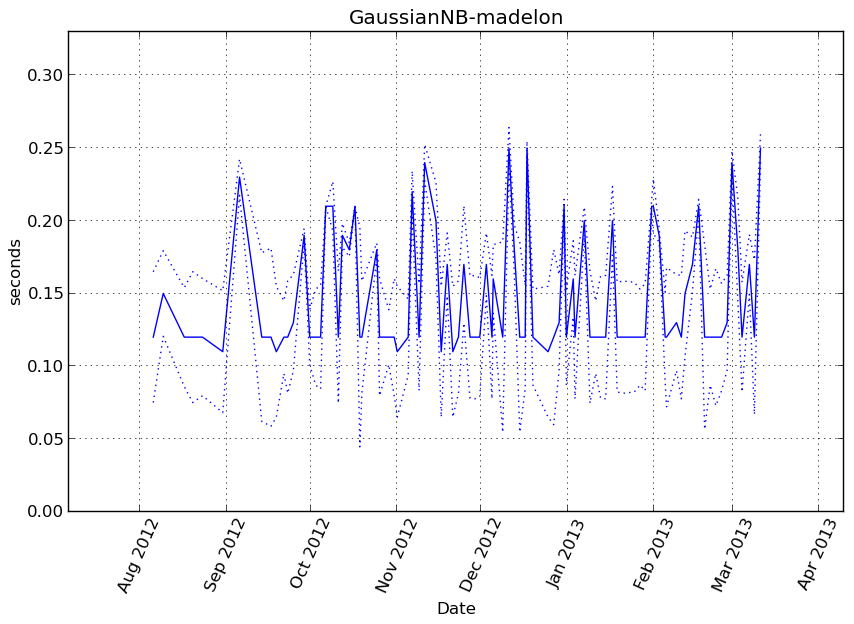 GaussianNB-madelon
0.30
0.25
0.20
0.15
0.10
0.05
0.00
seconds
Aug 2012
Sep 2012
Oct 2012
Nov 2012
Dec 2012
Jan 2013
Feb 2013
Mar 2013
Apr 2013
Date